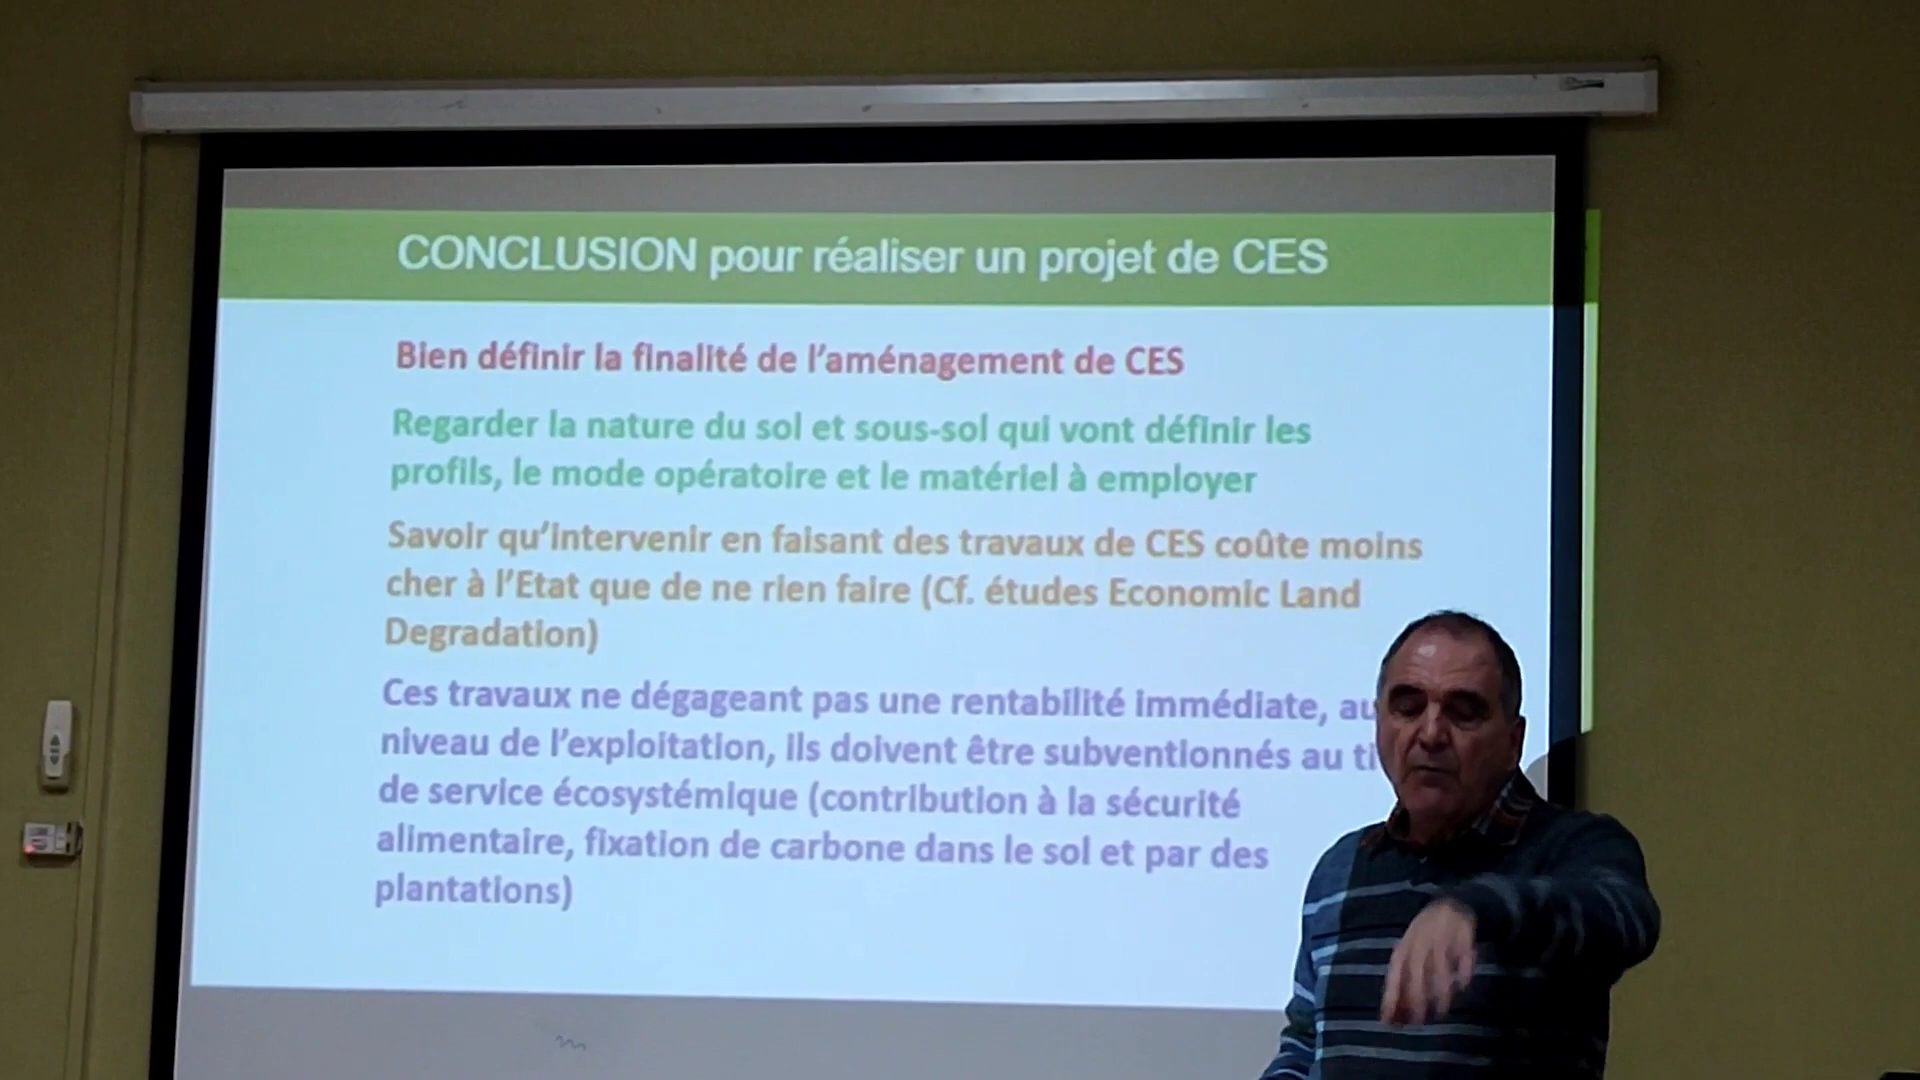 CONCLUSION pour réaliser un projet de CES
Bien définir la finalité de l'aménagement de CES
Regarder la nature du sol et sous-sol qui vont définir les
profils, le mode opératoire et le matériel à employer
Savoir qu'intervenir en faisant des travaux de CES coûte moins
cher à l'Etat que de ne rien faire (Cf. études Economic Land
Degradation)
Ces travaux ne dégageant pas une rentabilité immédiate, au
niveau de l'exploitation, ils doivent être subventionnés au
de service écosystémique (contribution à la sécurité
alimentaire, fixation de carbone dans le sol et par des
plantations)